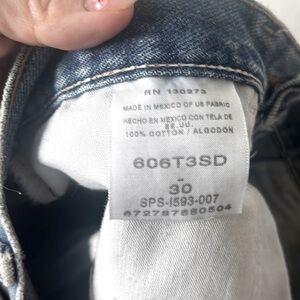 RN 130273
MADE IN MEXICO OF US FABRIC
HECHO EN MEXICO CON TELA DE
EE.UU.
100% COTTON / ALGODON
606T3SD
-
30
SPS-I593-007
672787580504